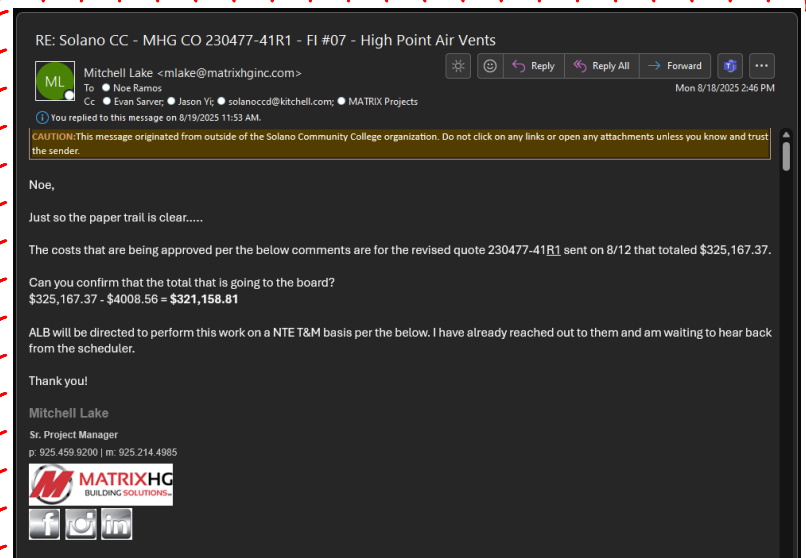 RE: Solano CC - MHG CO 230477-41R1 - FI #07 - High Point Air Vents
ML
Mitchell Lake <mlake@matrixhginc.com>
Reply
Reply All
Forward
To Noe Ramos
Mon 8/18/2025 2:46 PM
Cc Evan Sarver; Jason Yi; solanoccd@kitchell.com; MATRIX Projects
You replied to this message on 8/19/2025 11:53 AM.
CAUTION:This message originated from outside of the Solano Community College organization. Do not click on any links or open any attachments unless you know and trust
the sender.
Noe,
Just so the paper trail is clear.....
The costs that are being approved per the below comments are for the revised quote 230477-41R1 sent on 8/12 that totaled $325,167.37.
Can you confirm that the total that is going to the board?
$325,167.37 - $4008.56 = $321,158.81
ALB will be directed to perform this work on a NTE T&M basis per the below. I have already reached out to them and am waiting to hear back
from the scheduler.
Thank you!
Mitchell Lake
Sr. Project Manager
p: 925.459.9200 | m: 925.214.4985
MATRIXHG
BUILDING SOLUTIONS
f in